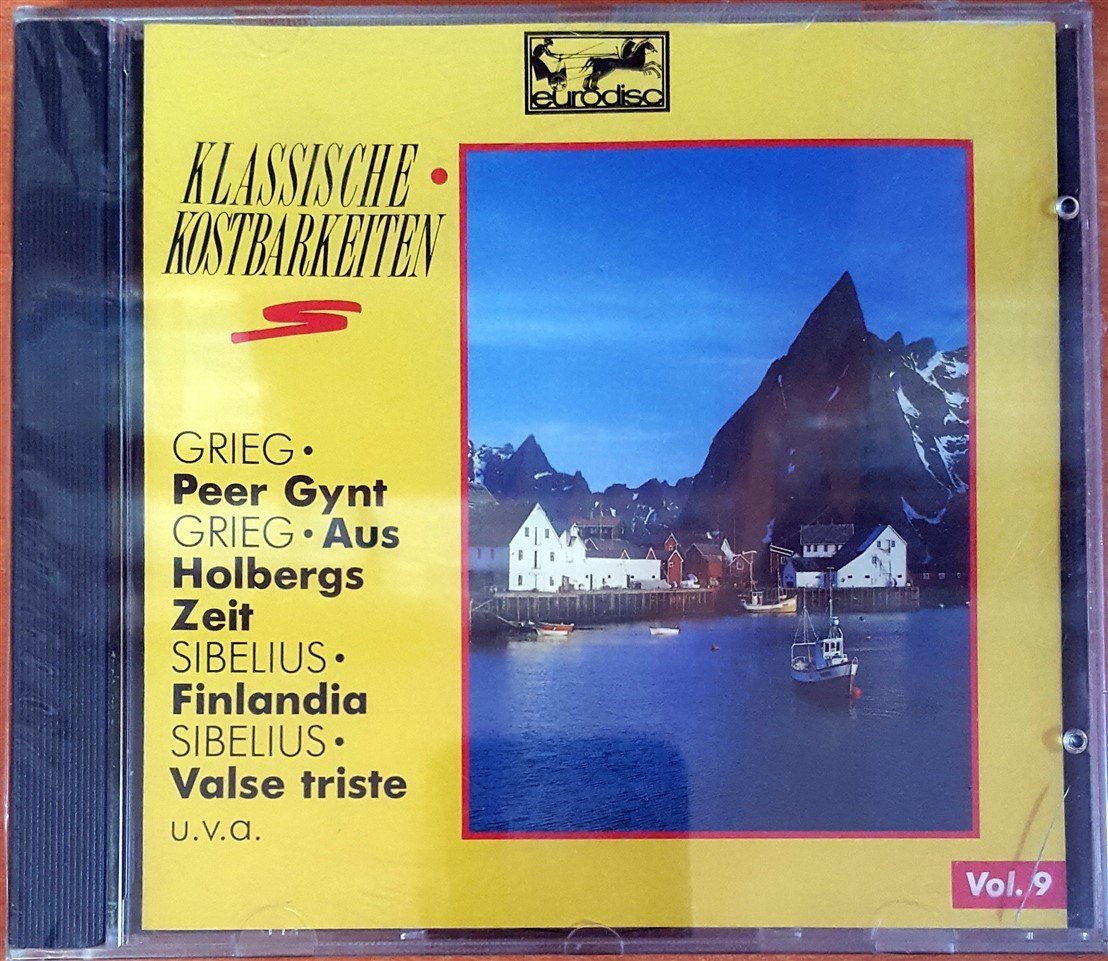 eurodisc
KLASSISCHE
KOSTBARKEITEN
GRIEG •
Peer Gynt
GRIEG • Aus
Holbergs
Zeit
SIBELIUS •
Finlandia
SIBELIUS •
Valse triste
u.v.a.
Vol. 9